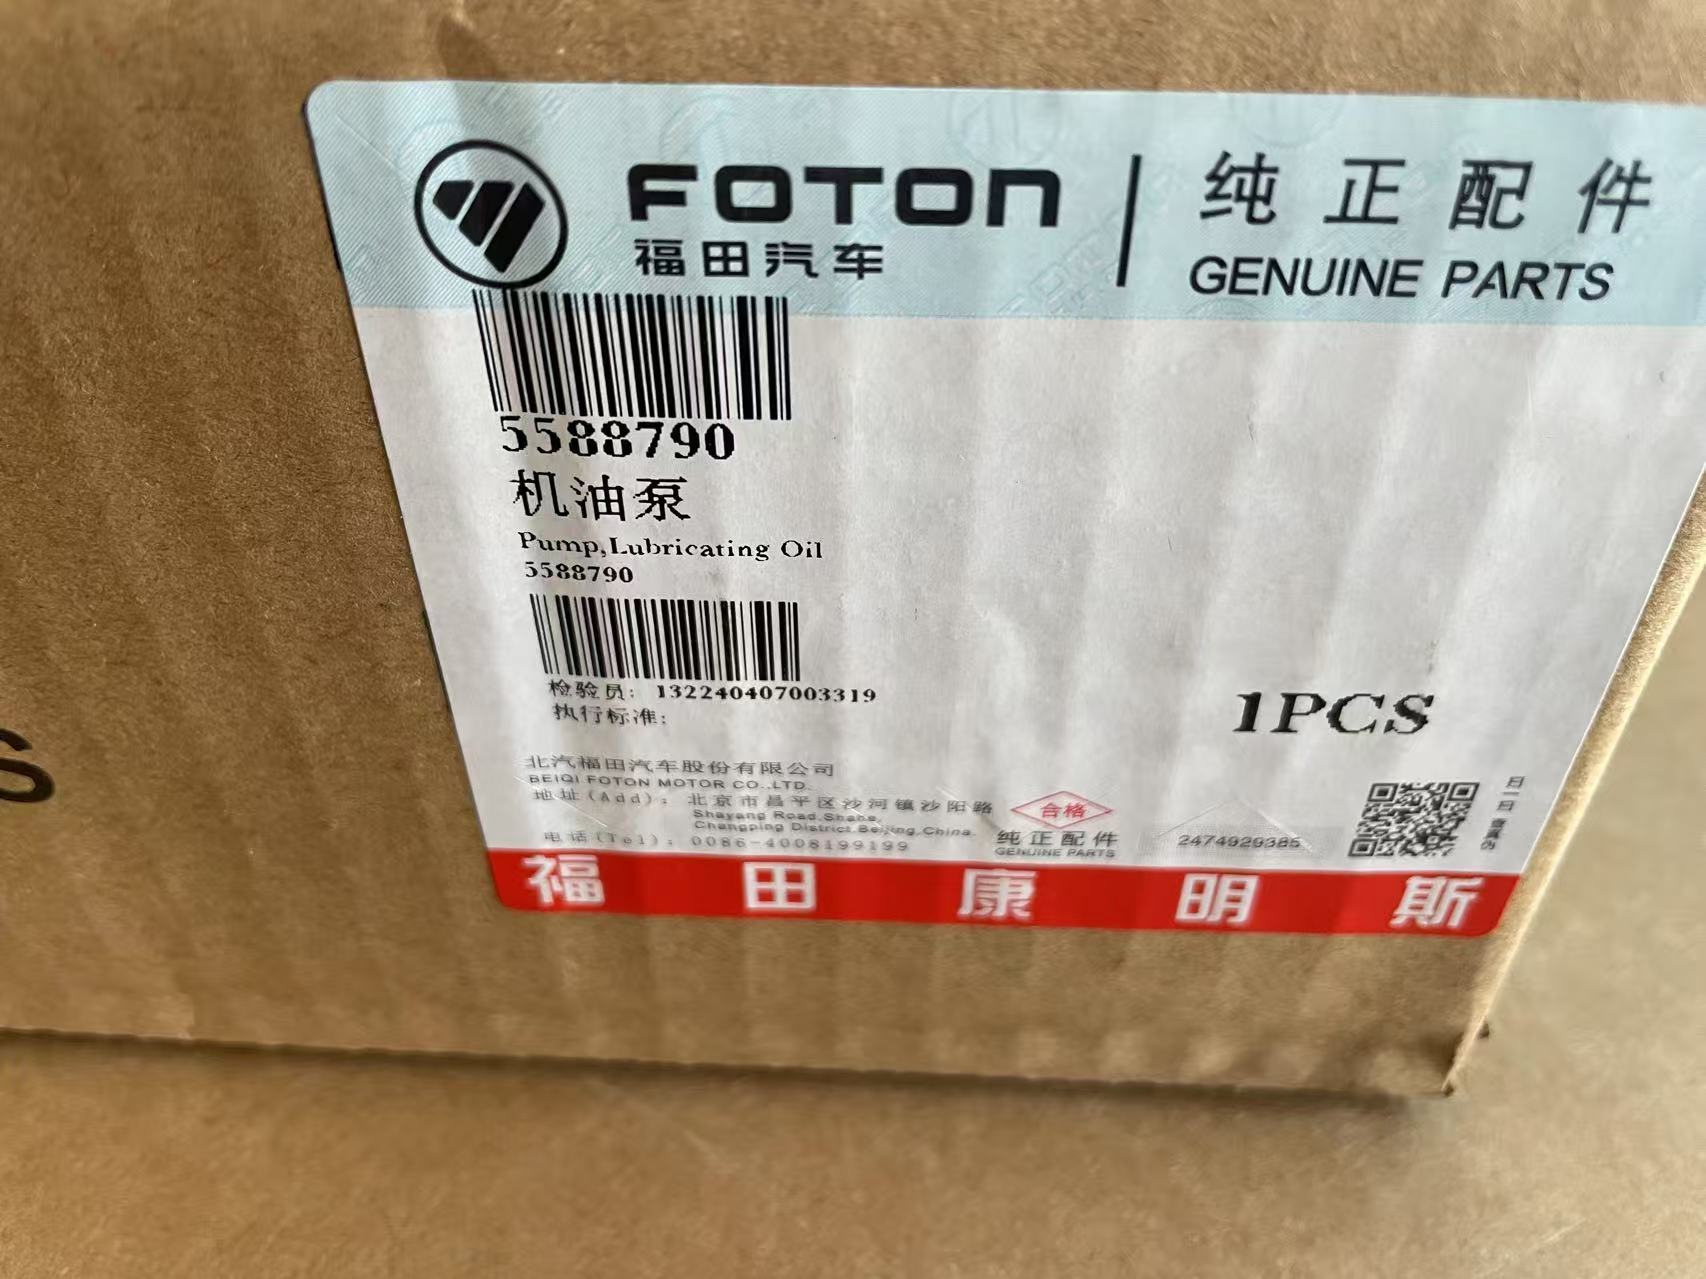 FOTON
福田汽车
纯正配件
GENUINE PARTS
5588790
机油泵
Pump,Lubricating Oil
5588790
检验员: 132240407003319
执行标准:
1PCS
北汽福田汽车股份有限公司
BEIQI FOTON MOTOR CO.,LTD.
地址(Add): 北京市昌平区沙河镇沙阳路
Shayang Road,Shahe,
Changping District,Beijing,China.
电话(Tel): 0086-4008199199
合格
纯正配件
GENUINE PARTS
2474929385
福田康明斯
S